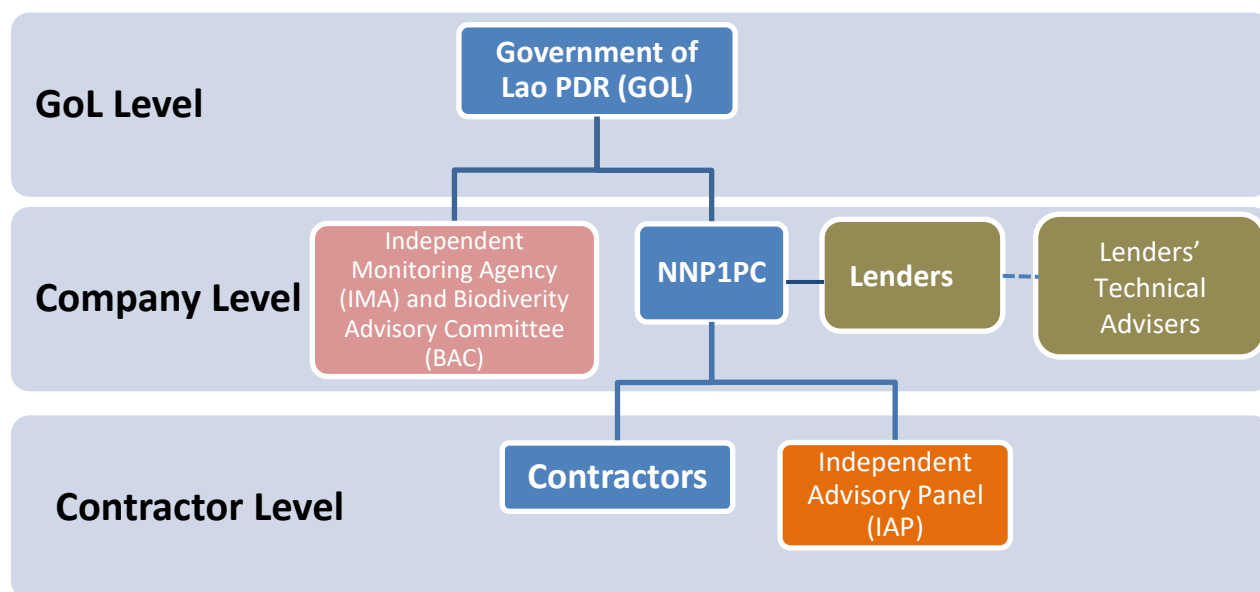 GoL Level
Government of
Lao PDR (GOL)
Company Level
Independent
Monitoring Agency
(IMA) and Biodiverity
Advisory Committee
(BAC)
NNP1PC
Lenders
Lenders’
Technical
Advisers
Contractor Level
Contractors
Independent
Advisory Panel
(IAP)